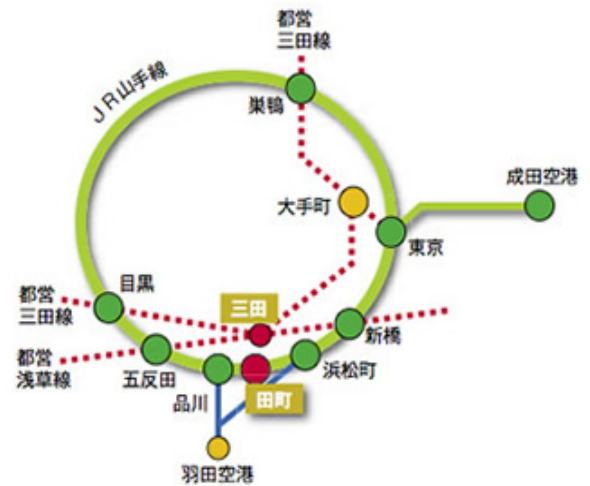 都営
三田線
JR山手線
巣鴨
大手町
成田空港
東京
目黒
都営
三田線
三田
新橋
都営
浅草線
五反田
浜松町
品川
田町
羽田空港